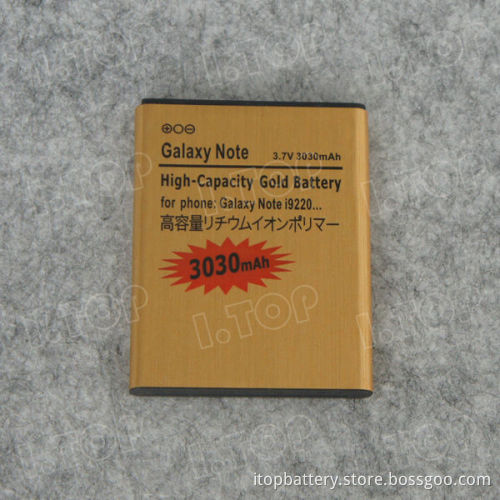 Galaxy Note 3.7V 3030mAh
High-Capacity Gold Battery
for phone: Galaxy Note i9220...
高容量リチウムイオンポリマー
3030mAh
I.TOP
I.TOP
I.TOP
I.TOP
itopbattery.store.bossgoo.com